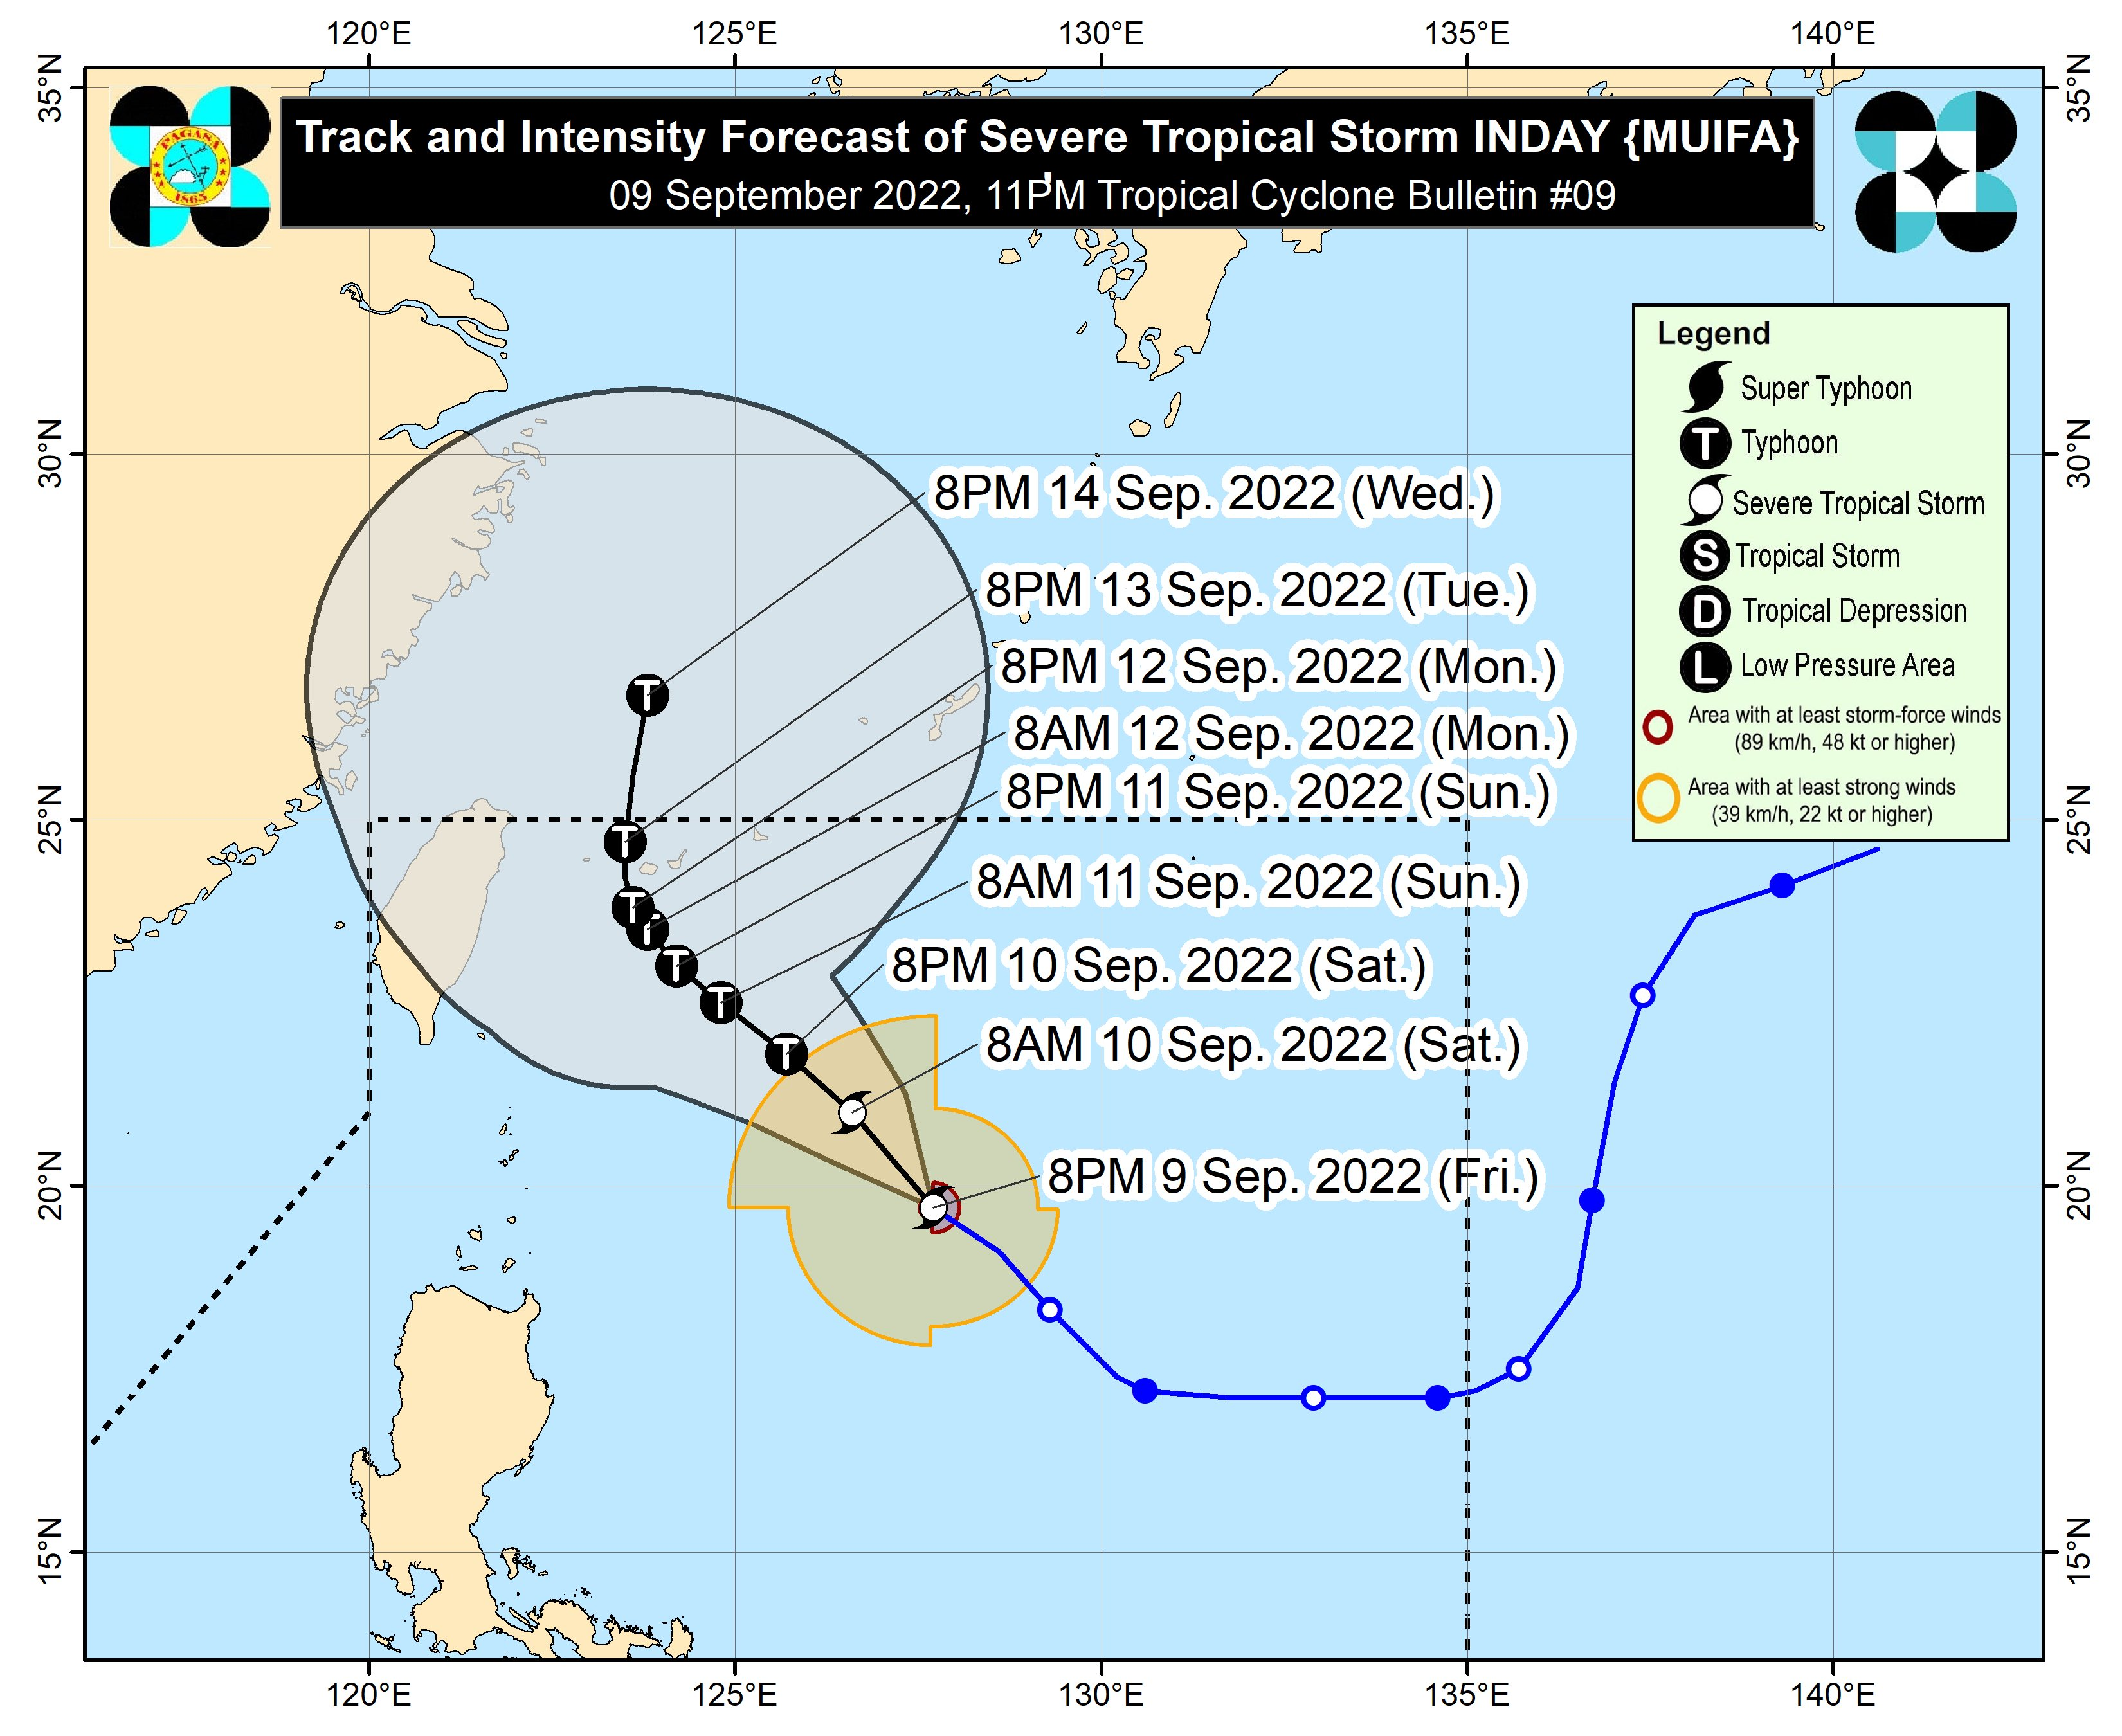 120°E 125°E 130°E 135°E 140°E
35°N 35°N
PAGASA
1865
Track and Intensity Forecast of Severe Tropical Storm INDAY {MUIFA}
,
09 September 2022, 11PM Tropical Cyclone Bulletin #09
Legend
Super Typhoon
T Typhoon
Severe Tropical Storm
S Tropical Storm
D Tropical Depression
L Low Pressure Area
Area with at least storm-force winds
(89 km/h, 48 kt or higher)
Area with at least strong winds
(39 km/h, 22 kt or higher)
30°N 30°N
8PM 14 Sep. 2022 (Wed.)
8PM 13 Sep. 2022 (Tue.)
8PM 12 Sep. 2022 (Mon.)
T
8AM 12 Sep. 2022 (Mon.)
8PM 11 Sep. 2022 (Sun.)
25°N 25°N
T
8AM 11 Sep. 2022 (Sun.)
T
T
8PM 10 Sep. 2022 (Sat.)
T
T
8AM 10 Sep. 2022 (Sat.)
T
8PM 9 Sep. 2022 (Fri.)
20°N 20°N
15°N 15°N
120°E 125°E 130°E 135°E 140°E